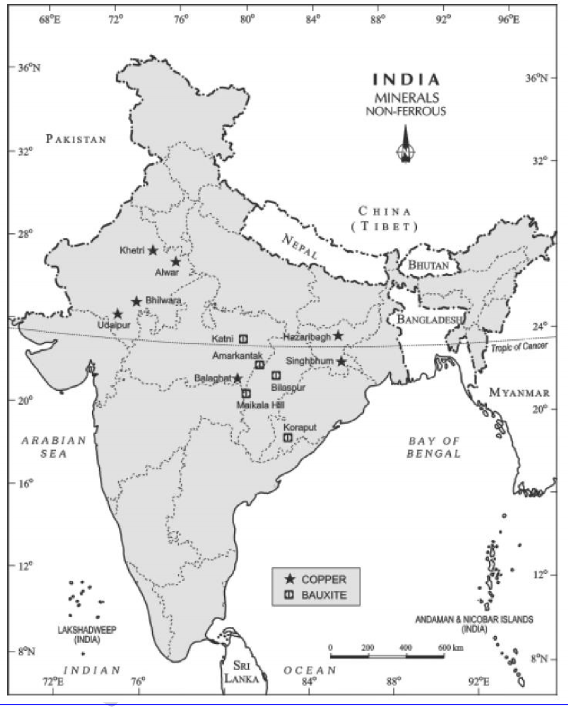 68°E 72° 76° 80° 84° 88° 92° 96°E
INDIA
MINERALS
NON-FERROUS
36°N 36°N
PAKISTAN
32° 32°
CHINA
(TIBET)
28°
NEPAL
Khetri
Alwar
BHUTAN
Bhilwara
Udaipur
BANGLADESH
24° 24°
Katni
Hazaribagh
Tropic of Cancer
Amarkantak
Singhbhum
Balaghat
Bilaspur
MYANMAR
Maikala Hill
20° 20°
Koraput
ARABIAN
SEA
BAY OF
BENGAL
16°
COPPER
BAUXITE
12° 12°
LAKSHADWEEP
(INDIA)
ANDAMAN & NICOBAR ISLANDS
(INDIA)
0 200 400 600 km
8°N 8°N
INDIAN
SRI
LANKA
OCEAN
72°E 76° 80° 84° 88° 92°E